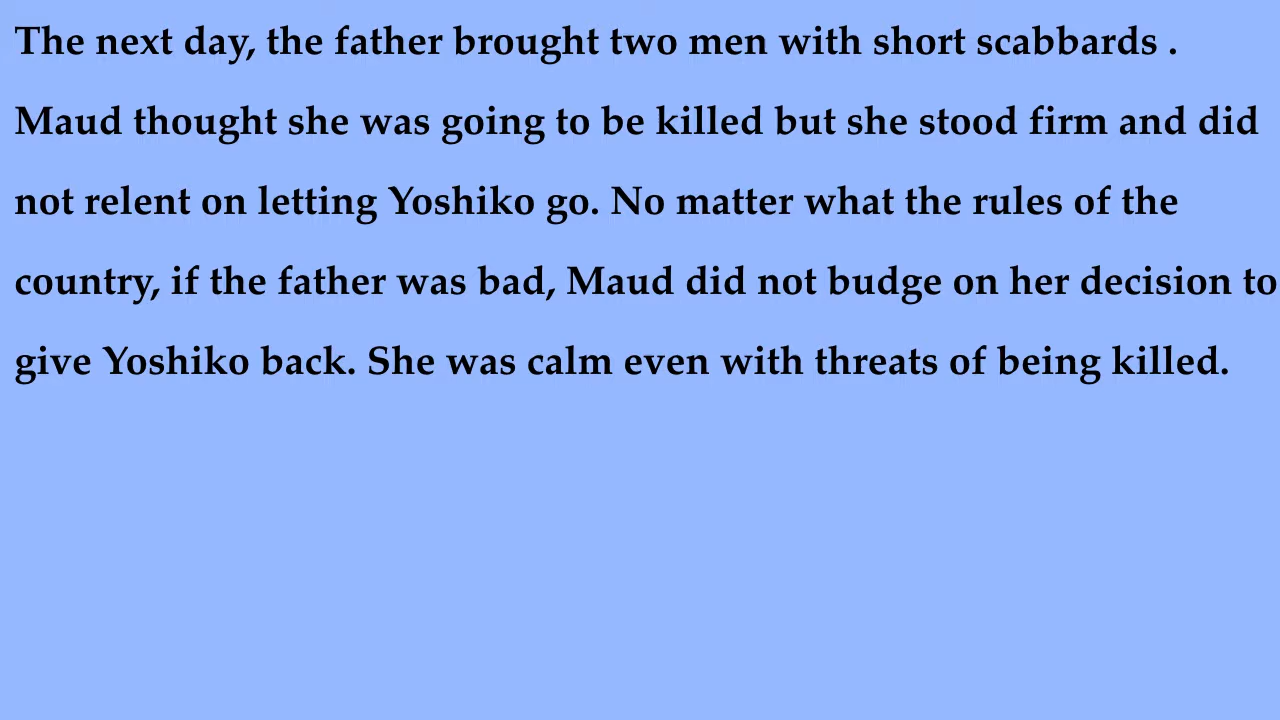 The next day, the father brought two men with short scabbards .
Maud thought she was going to be killed but she stood firm and did
not relent on letting Yoshiko go. No matter what the rules of the
country, if the father was bad, Maud did not budge on her decision to
give Yoshiko back. She was calm even with threats of being killed.